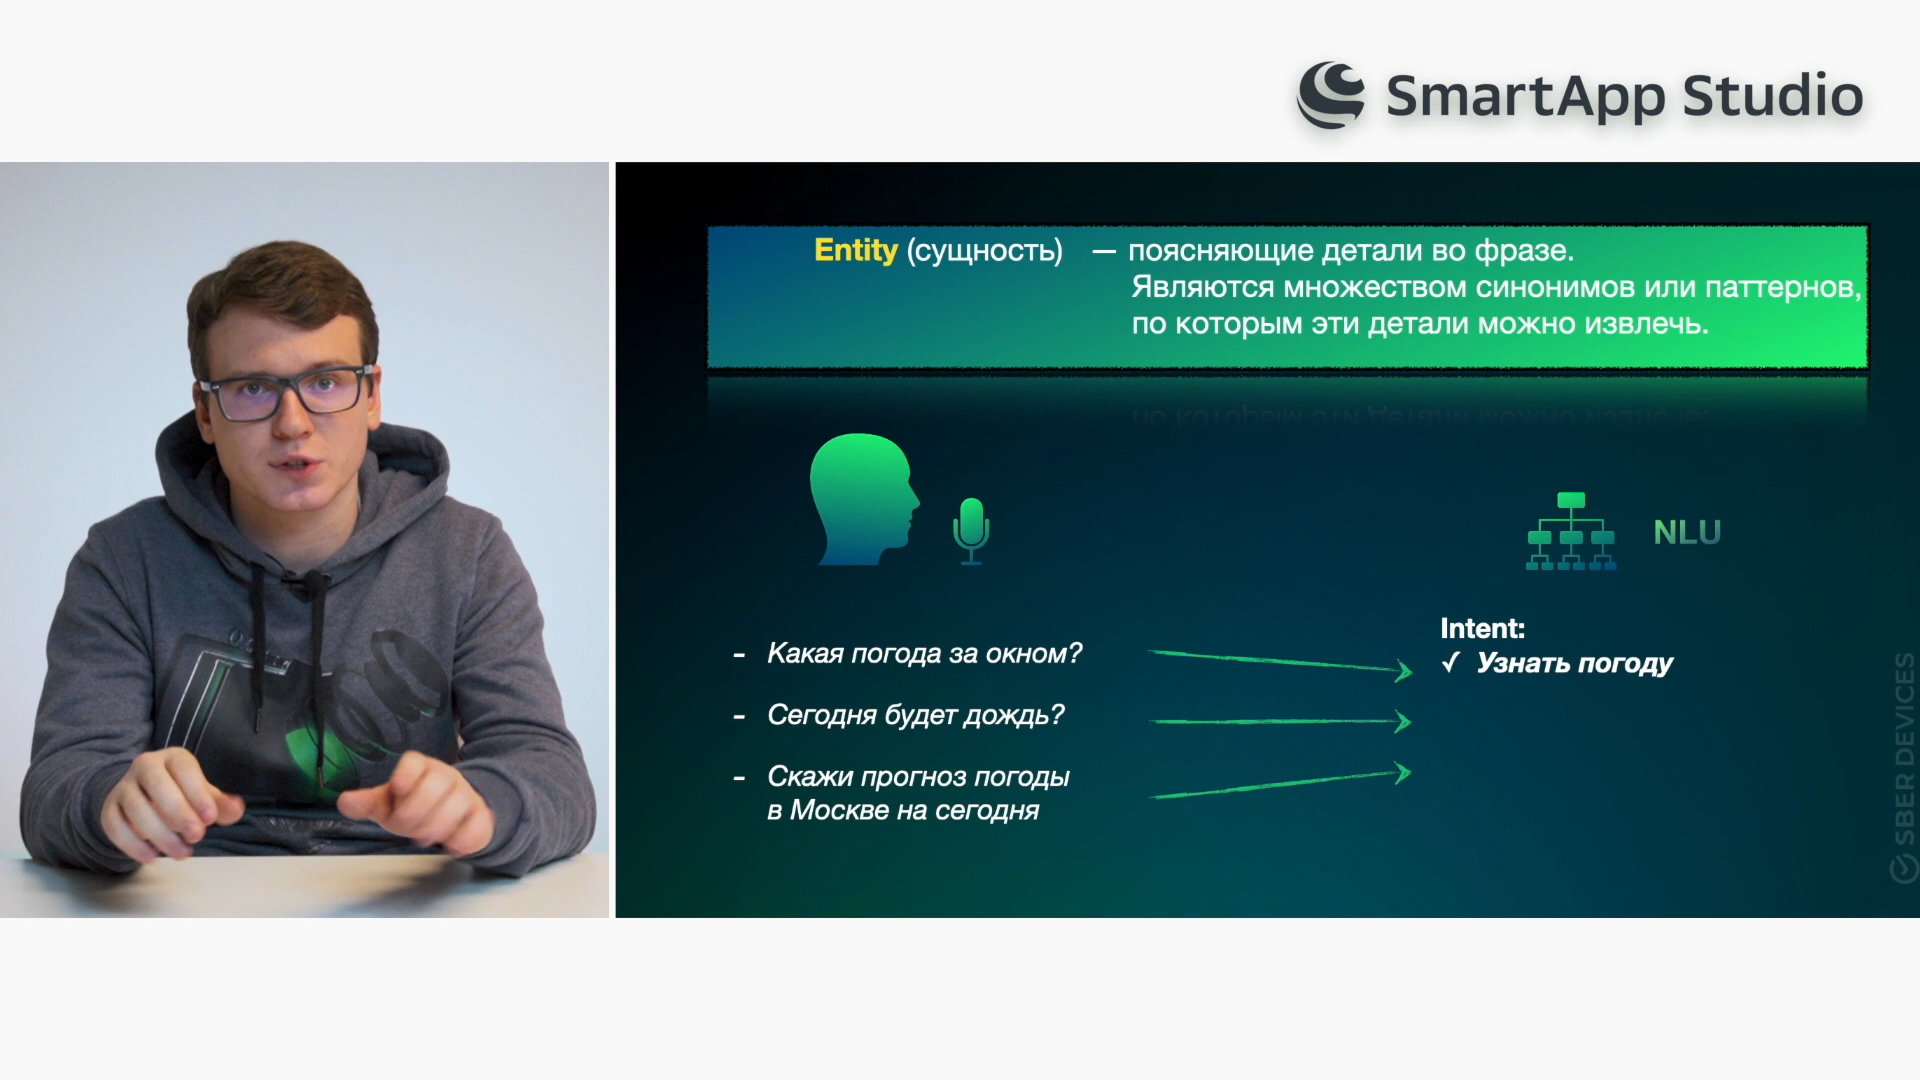 SmartApp Studio
Entity (сущность) — поясняющие детали во фразе.
Являются множеством синонимов или паттернов,
по которым эти детали можно извлечь.
NLU
Intent:
✓ Узнать погоду
- Какая погода за окном?
- Сегодня будет дождь?
- Скажи прогноз погоды
в Москве на сегодня
SBER DEVICES